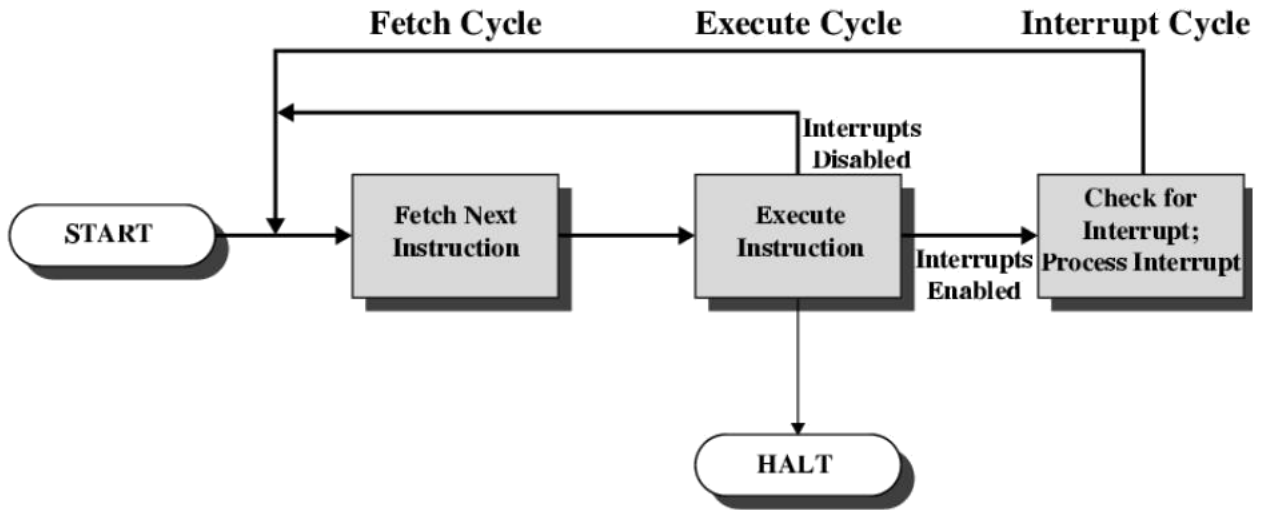 Fetch Cycle
Execute Cycle
Interrupt Cycle
Interrupts
Disabled
START
Fetch Next
Instruction
Execute
Instruction
Interrupts
Enabled
Check for
Interrupt;
Process Interrupt
HALT